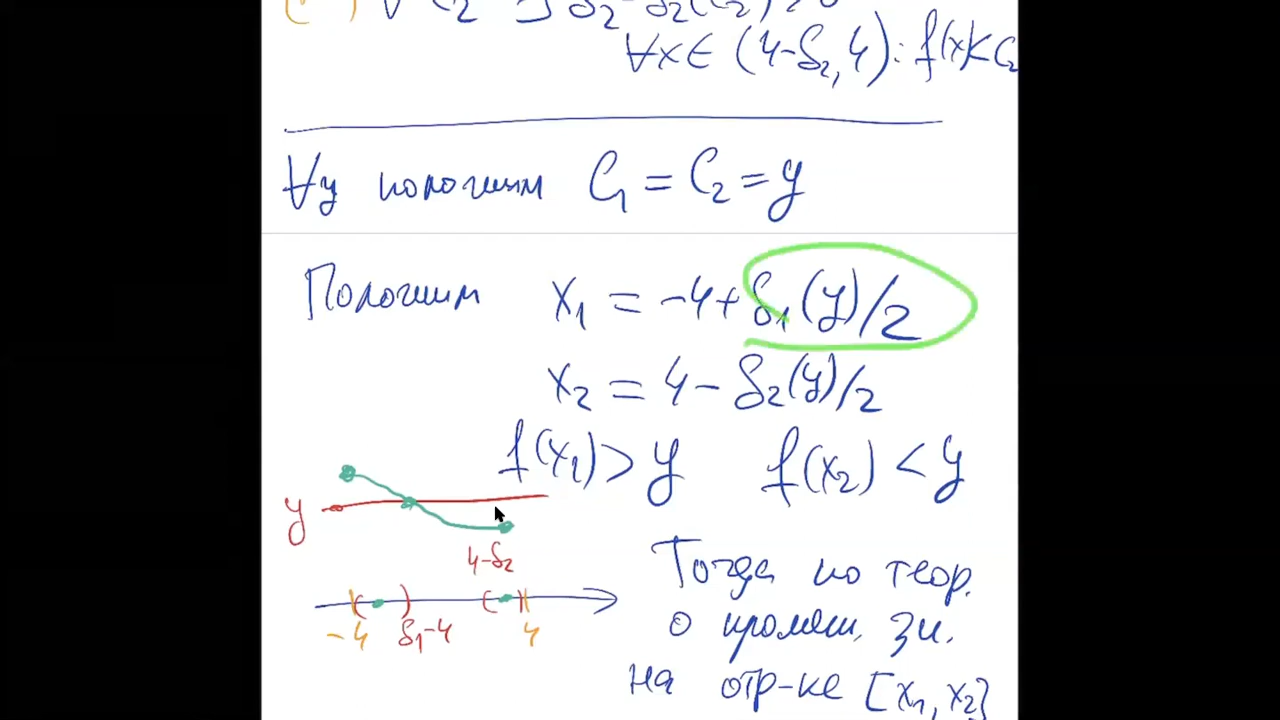 ∀x∈(4-δ₂,4): f(x)<C₂
∀y положим C₁ = C₂ = y
Положим x₁ = -4+δ₁(y)/2
x₂ = 4-δ₂(y)/2
f(x₁)>y f(x₂)<y
y
4-δ₂
-4 δ₁-4 4
Тогда по теор.
о промеж. зн.
на отр-ке [x₁,x₂]